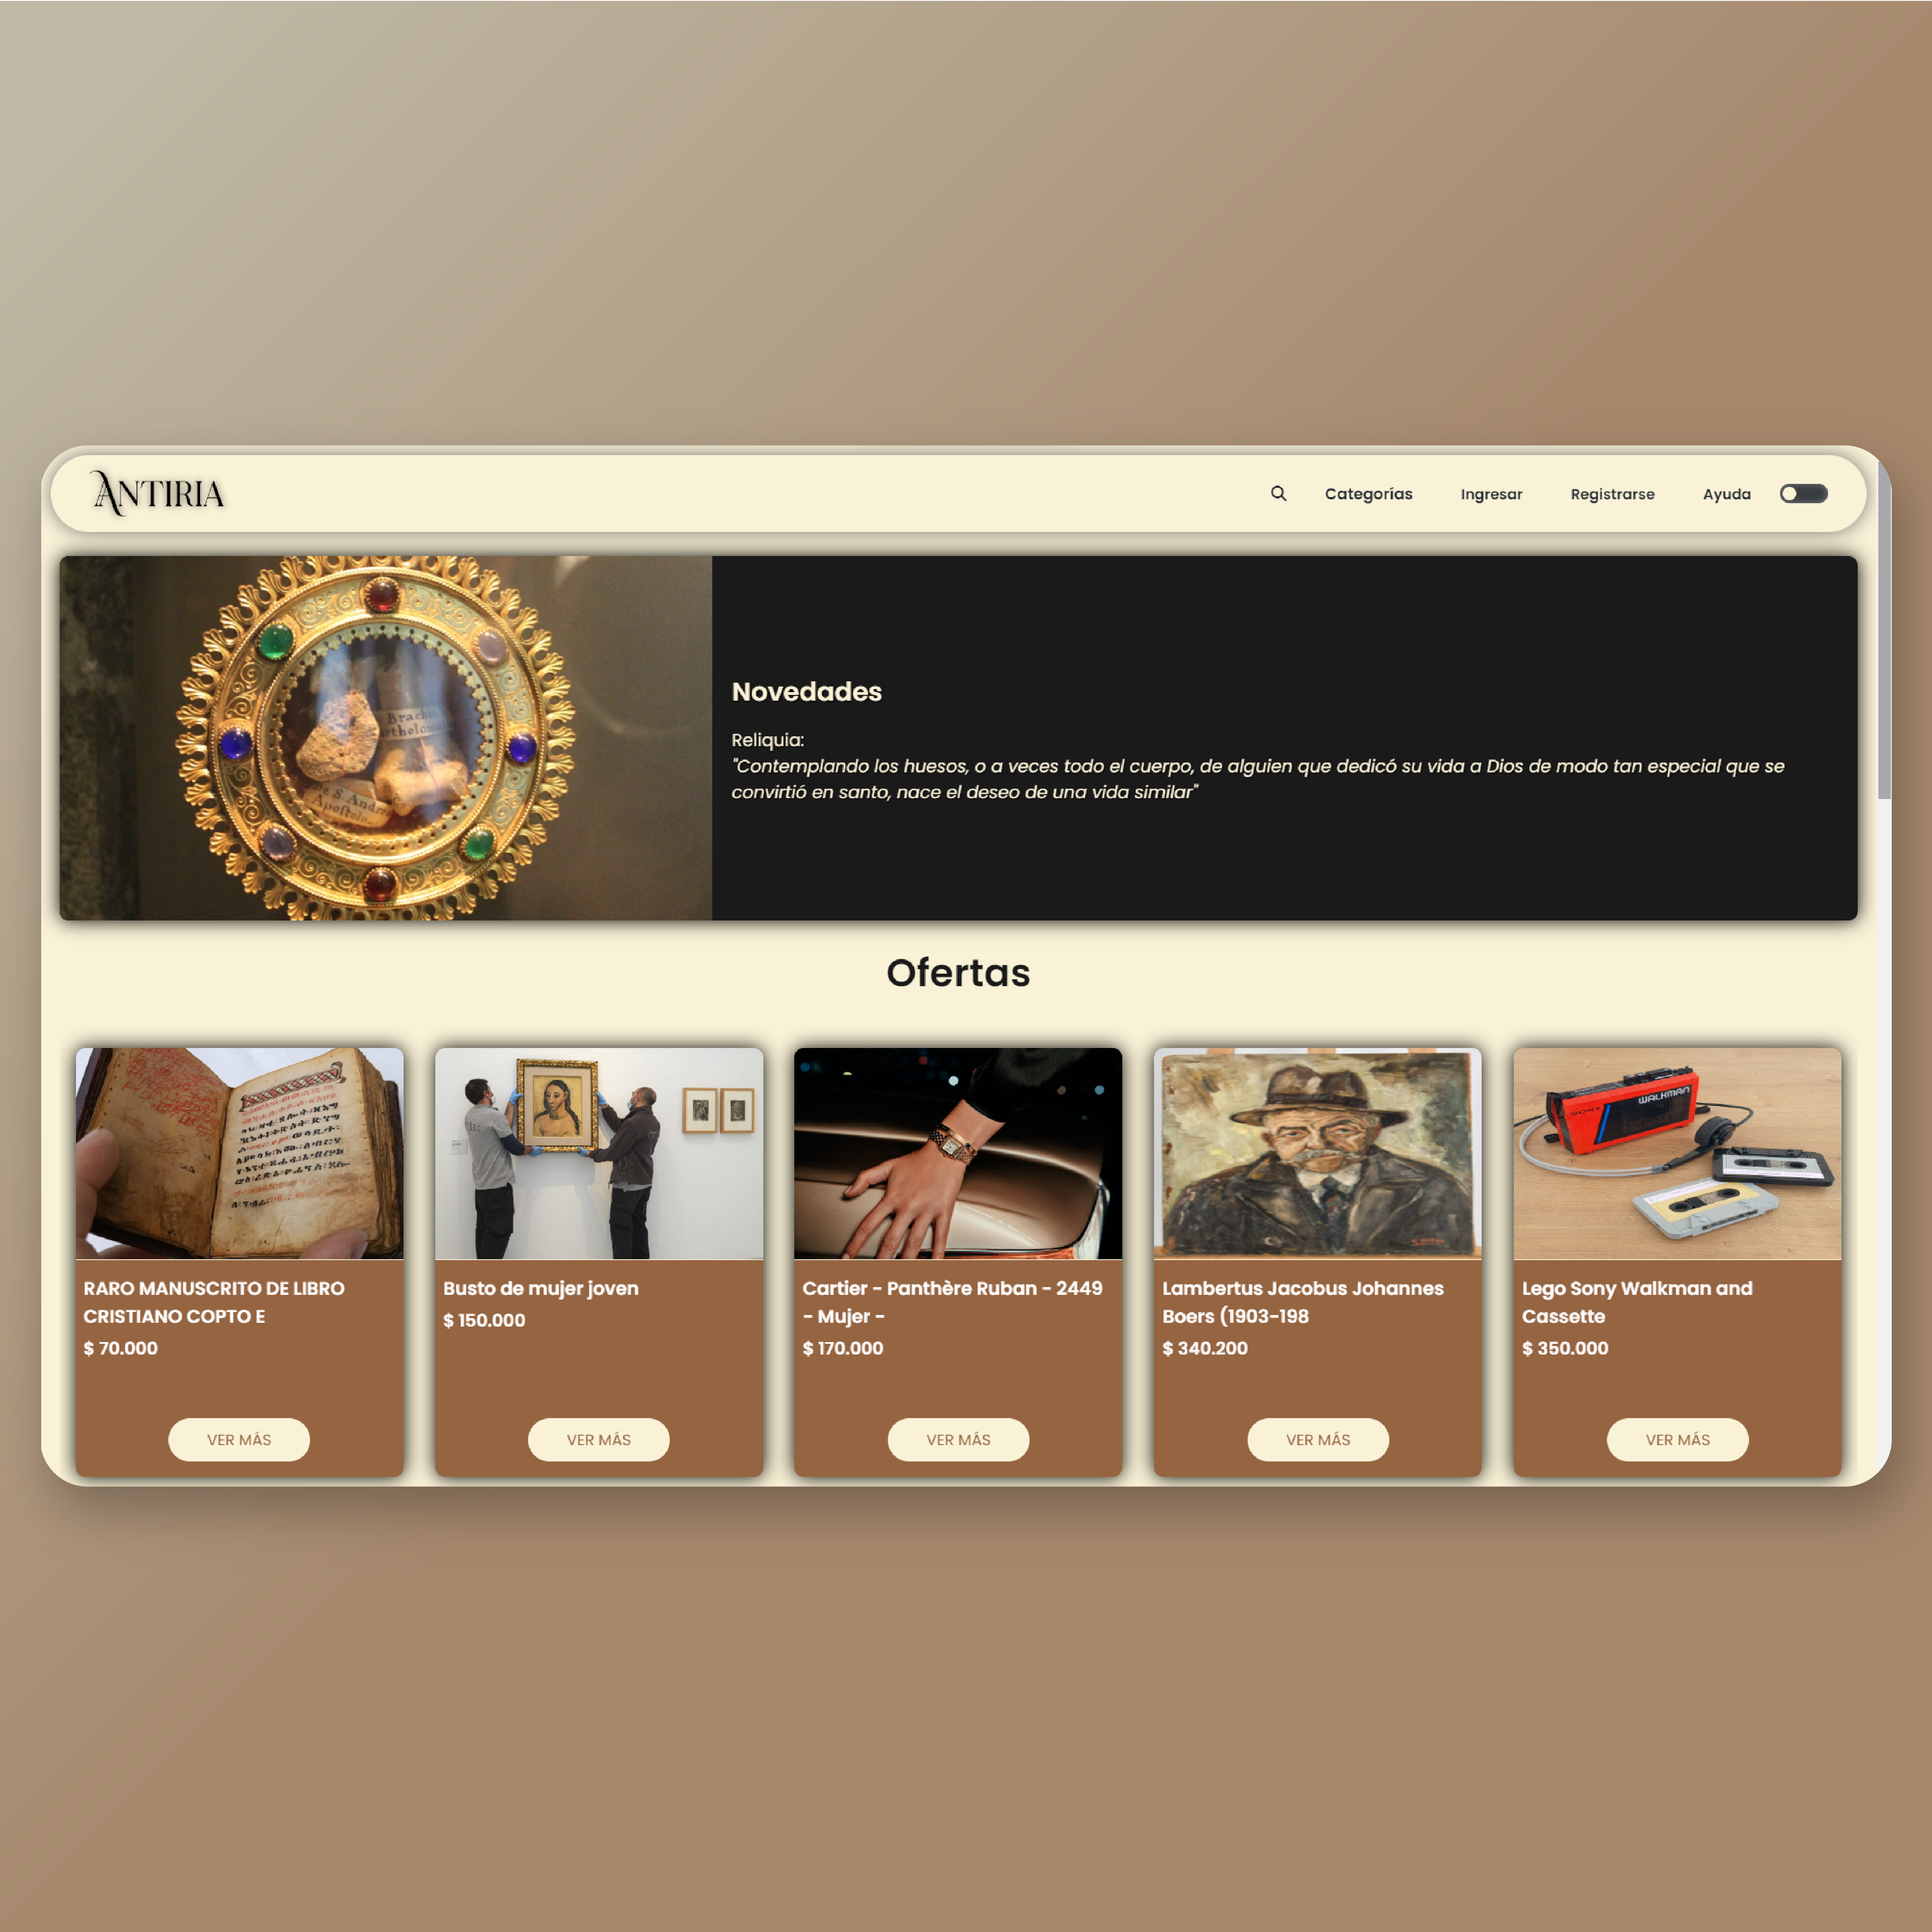 ANTIRIA
Categorías
Ingresar
Registrarse
Ayuda
Novedades
Reliquia:
"Contemplando los huesos, o a veces todo el cuerpo, de alguien que dedicó su vida a Dios de modo tan especial que se
convirtió en santo, nace el deseo de una vida similar"
Ofertas
SONY
WALKMAN
RARO MANUSCRITO DE LIBRO
CRISTIANO COPTO E
$ 70.000
VER MÁS
Busto de mujer joven
$ 150.000
VER MÁS
Cartier - Panthère Ruban - 2449
- Mujer -
$ 170.000
VER MÁS
Lambertus Jacobus Johannes
Boers (1903-198
$ 340.200
VER MÁS
Lego Sony Walkman and
Cassette
$ 350.000
VER MÁS